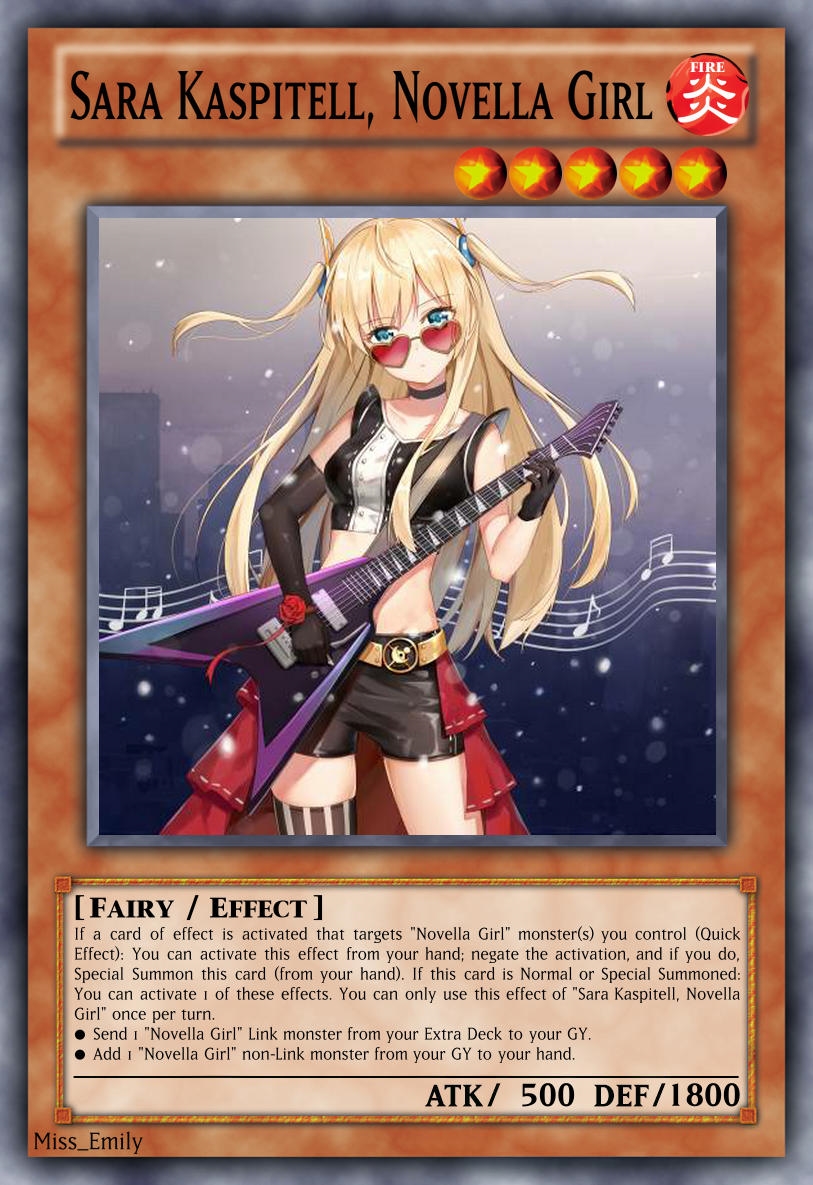 Sara Kaspitell, Novella Girl
FIRE
炎
[ Fairy / Effect ]
If a card of effect is activated that targets "Novella Girl" monster(s) you control (Quick
Effect): You can activate this effect from your hand; negate the activation, and if you do,
Special Summon this card (from your hand). If this card is Normal or Special Summoned:
You can activate 1 of these effects. You can only use this effect of "Sara Kaspitell, Novella
Girl" once per turn.
● Send 1 "Novella Girl" Link monster from your Extra Deck to your GY.
● Add 1 "Novella Girl" non-Link monster from your GY to your hand.
ATK/ 500 DEF/1800
Miss_Emily